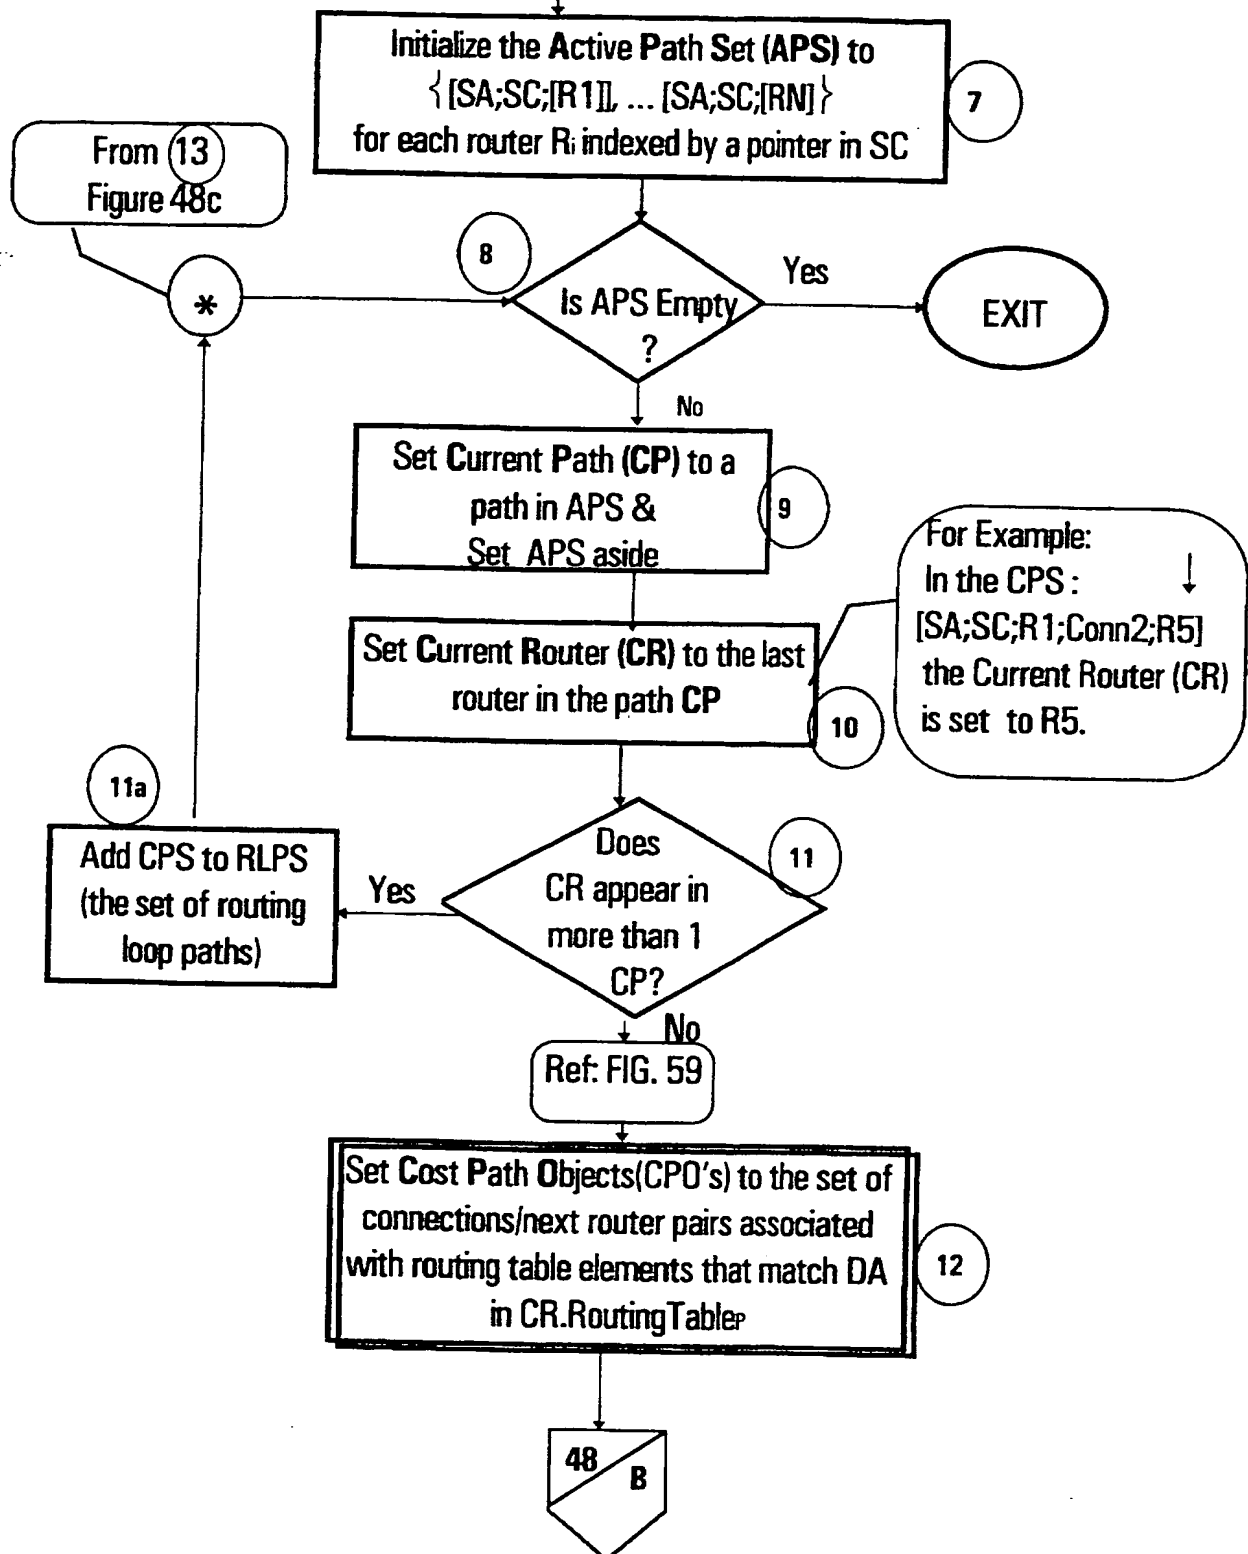 Initialize the Active Path Set (APS) to
{[SA;SC;[R1]], ... [SA;SC;[RN]}
for each router Ri indexed by a pointer in SC
7
From 13
Figure 48c
*
8
Is APS Empty
?
Yes
EXIT
No
Set Current Path (CP) to a
path in APS &
Set APS aside
9
For Example:
In the CPS :
[SA;SC;R1;Conn2;R5]
the Current Router (CR)
is set to R5.
Set Current Router (CR) to the last
router in the path CP
10
11a
Add CPS to RLPS
(the set of routing
loop paths)
Yes
Does
CR appear in
more than 1
CP?
11
No
Ref: FIG. 59
Set Cost Path Objects(CPO's) to the set of
connections/next router pairs associated
with routing table elements that match DA
in CR.RoutingTableP
12
48
B